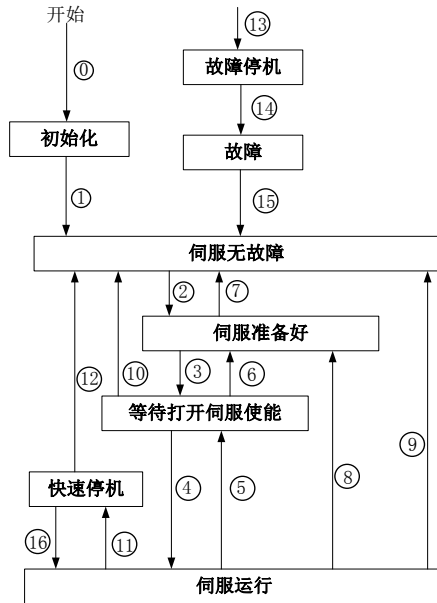 开始
⑬
⓪
故障停机
⑭
初始化
故障
①
⑮
伺服无故障
②
⑦
伺服准备好
⑫
⑩
③
⑥
等待打开伺服使能
⑨
快速停机
④
⑤
⑧
⑯
⑪
伺服运行